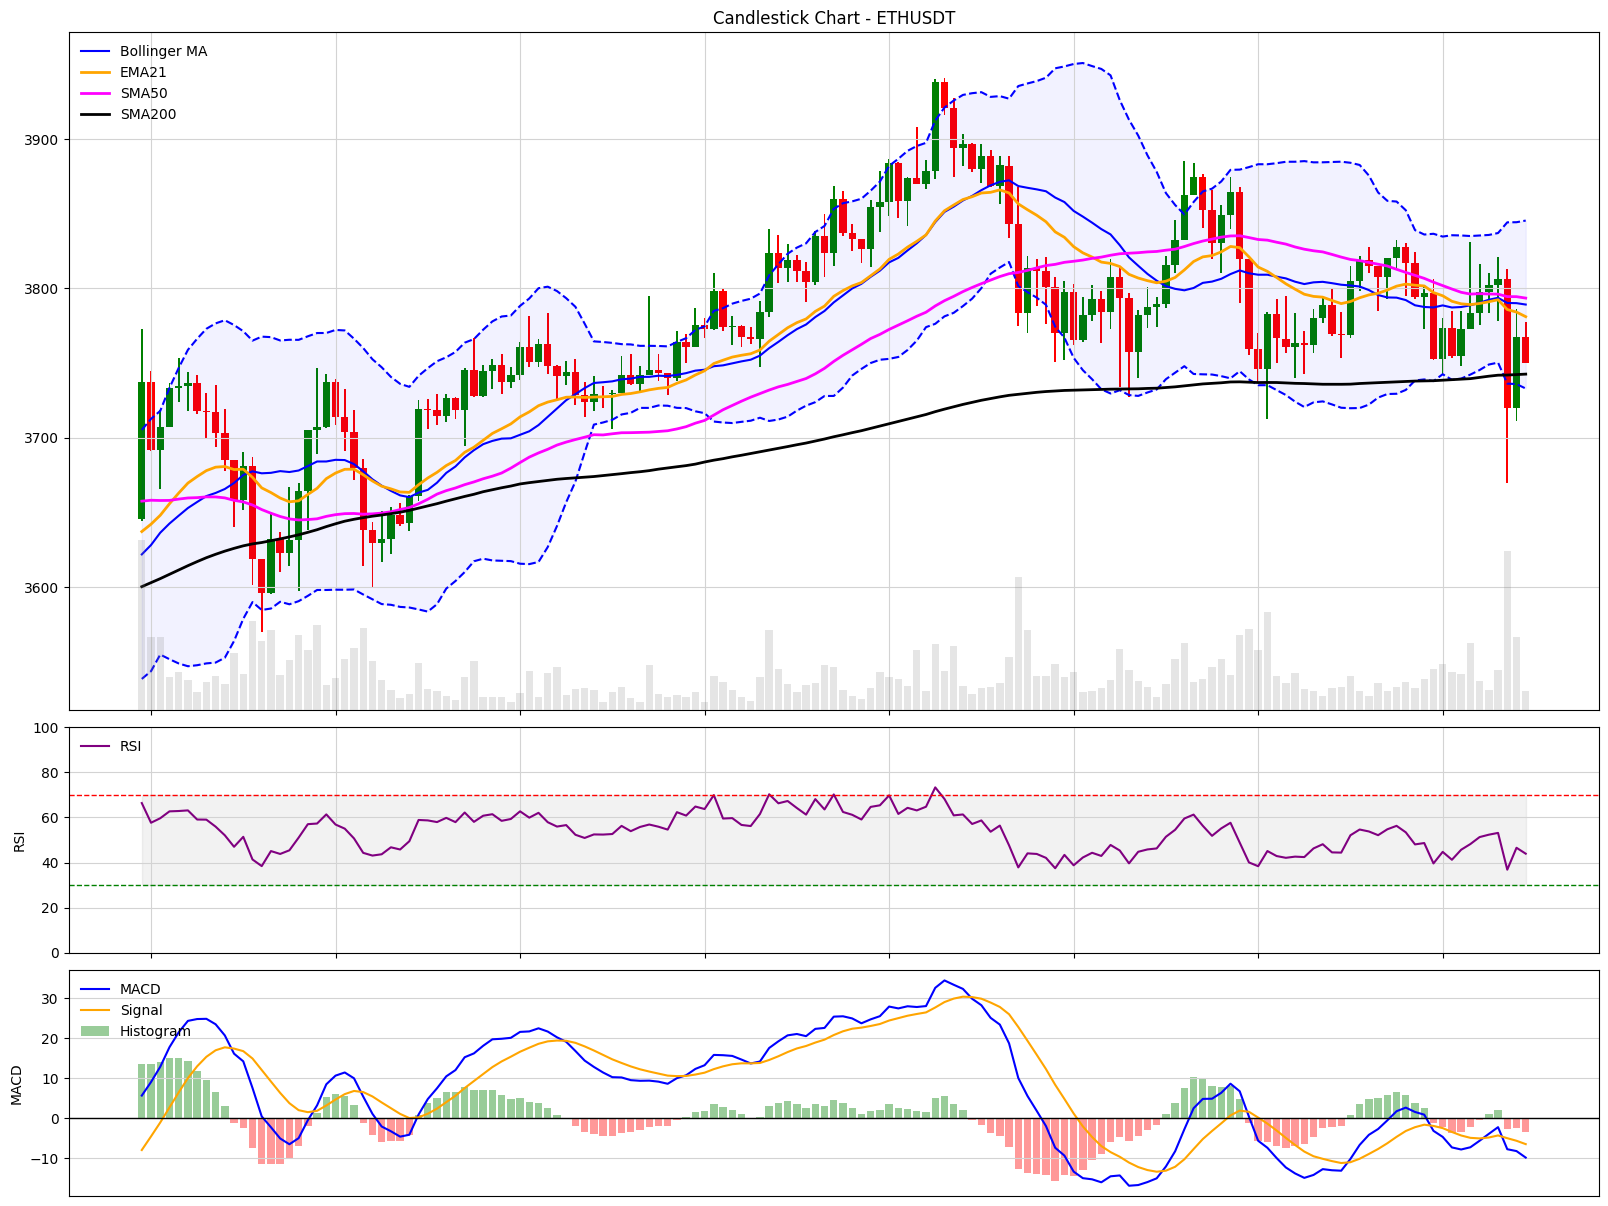 Candlestick Chart - ETHUSDT
Bollinger MA
EMA21
SMA50
SMA200
3900
3800
3700
3600
RSI
100
80
60
40
20
0
RSI
MACD
Signal
Histogram
30
20
10
0
−10
MACD